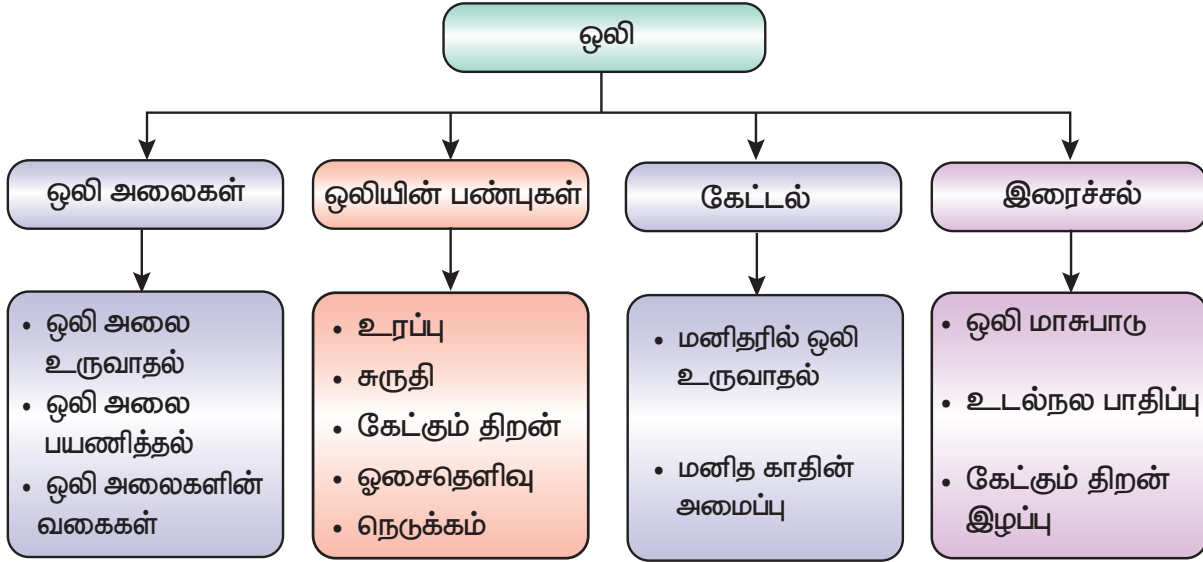 ஒலி
ஒலி அலைகள்
ஒலியின் பண்புகள்
கேட்டல்
இரைச்சல்
• ஒலி அலை
உருவாதல்
• ஒலி அலை
பயணித்தல்
• ஒலி அலைகளின்
வகைகள்
• உரப்பு
• சுருதி
• கேட்கும் திறன்
• ஓசைதெளிவு
• நெடுக்கம்
• மனிதரில் ஒலி
உருவாதல்
• மனித காதின்
அமைப்பு
• ஒலி மாசுபாடு
• உடல்நல பாதிப்பு
• கேட்கும் திறன்
இழப்பு